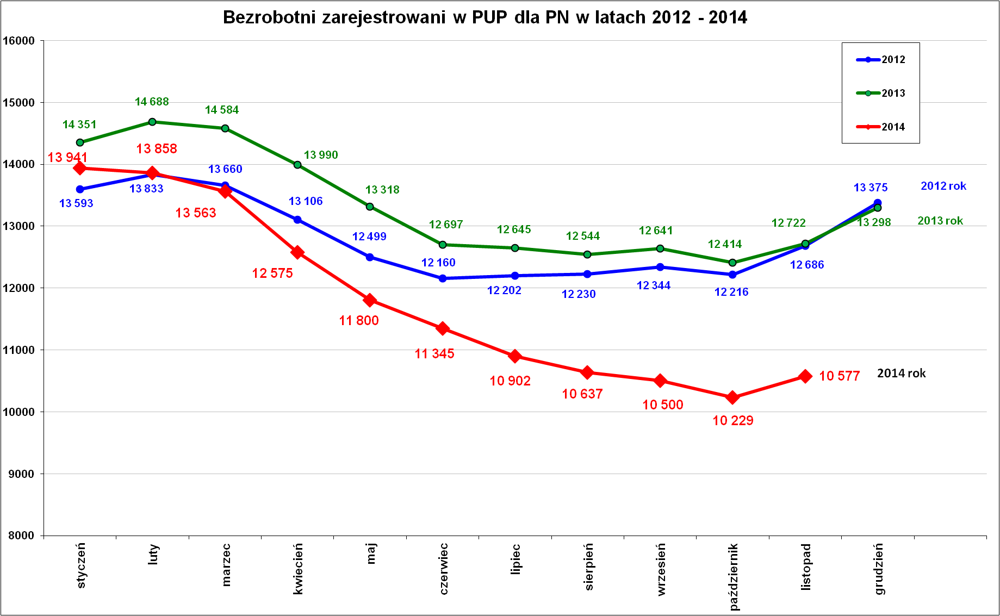 Bezrobotni zarejestrowani w PUP dla PN w latach 2012 - 2014
16000
15000
14000
13000
12000
11000
10000
9000
8000
2012
2013
2014
14 351
14 688
14 584
13 990
13 318
12 697
12 645
12 544
12 641
12 414
12 722
13 298
2013 rok
13 593
13 833
13 660
13 106
12 499
12 160
12 202
12 230
12 344
12 216
12 686
13 375
2012 rok
13 941
13 858
13 563
12 575
11 800
11 345
10 902
10 637
10 500
10 229
10 577
2014 rok
styczeń
luty
marzec
kwiecień
maj
czerwiec
lipiec
sierpień
wrzesień
październik
listopad
grudzień